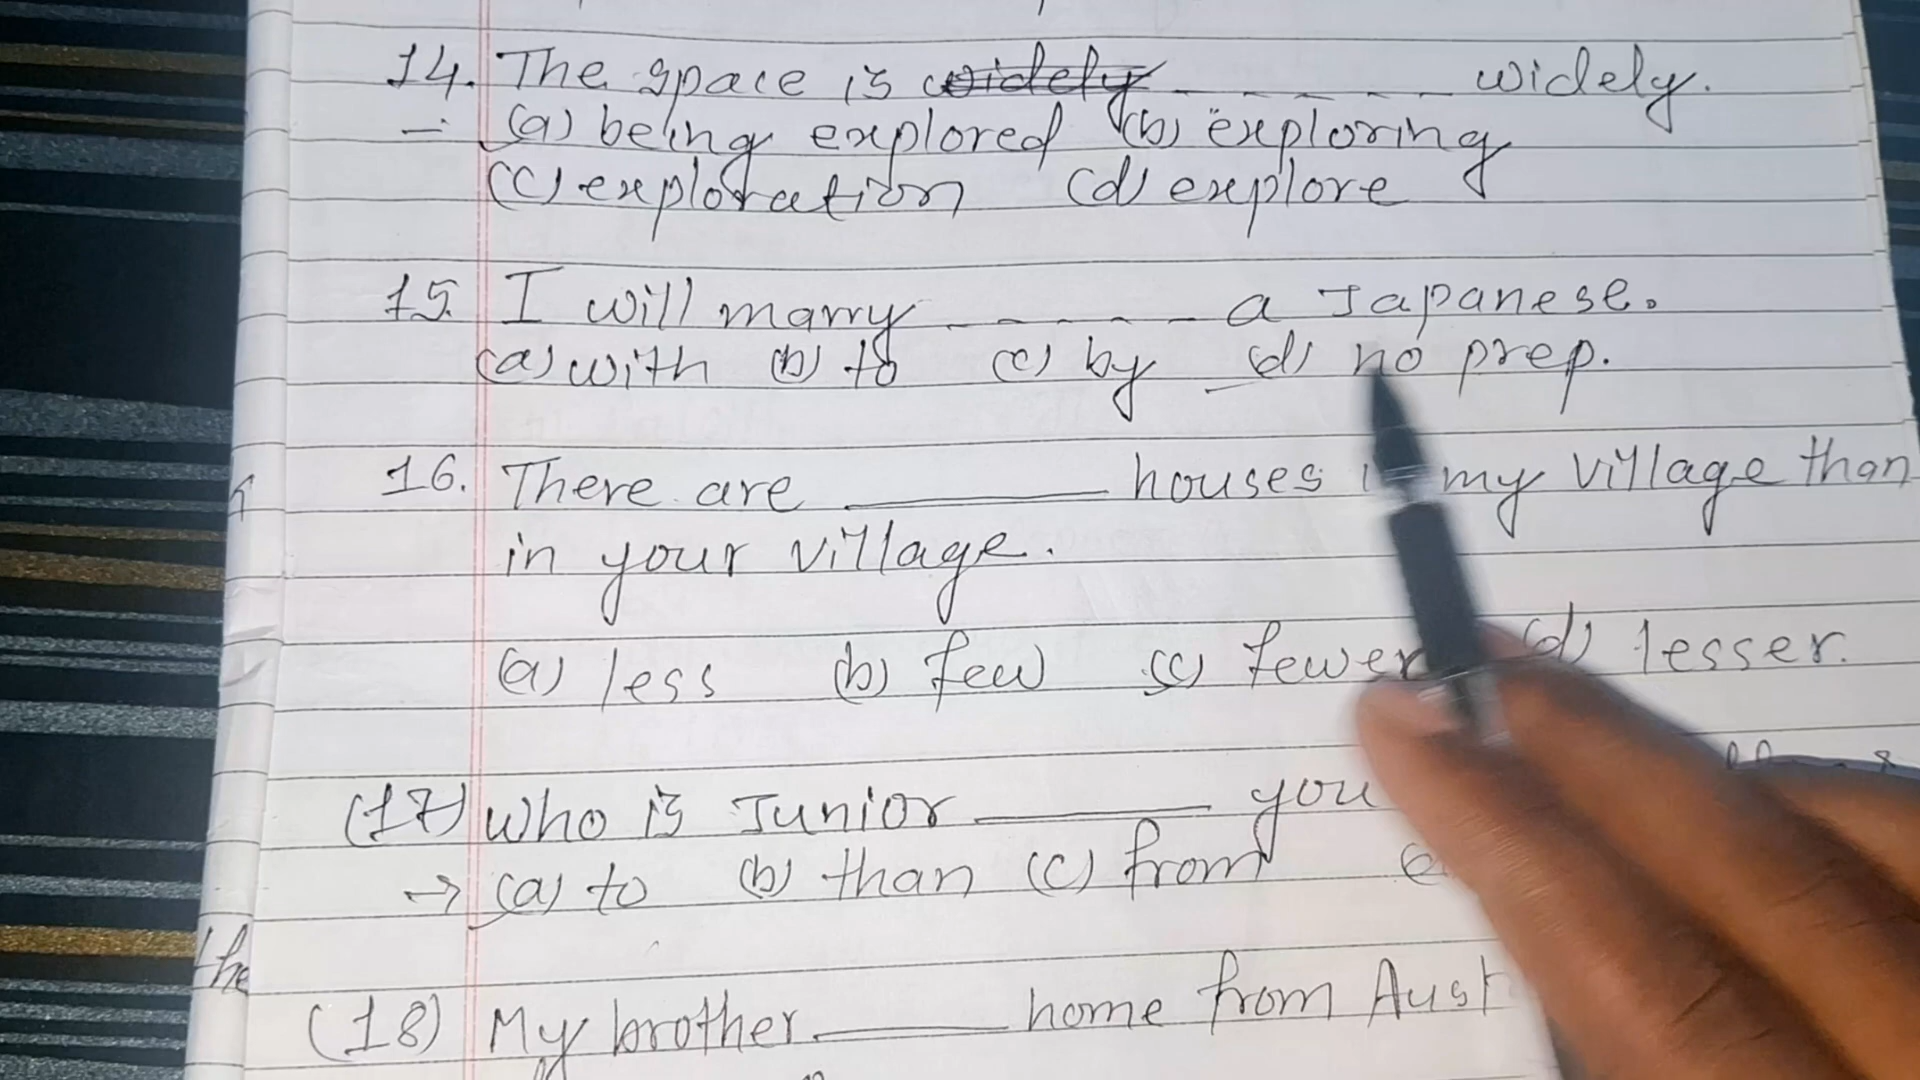 14. The space is widely ------ widely.
(a) being explored (b) exploring
(c) exploration (d) explore
15. I will marry ------ a Japanese.
(a) with (b) to (c) by (d) no prep.
16. There are ______ houses my village than
in your village.
(a) less (b) few (c) fewer (d) lesser.
(17) Who is Junior ______ you
→ (a) to (b) than (c) from
the
(18) My brother ______ home from Aust